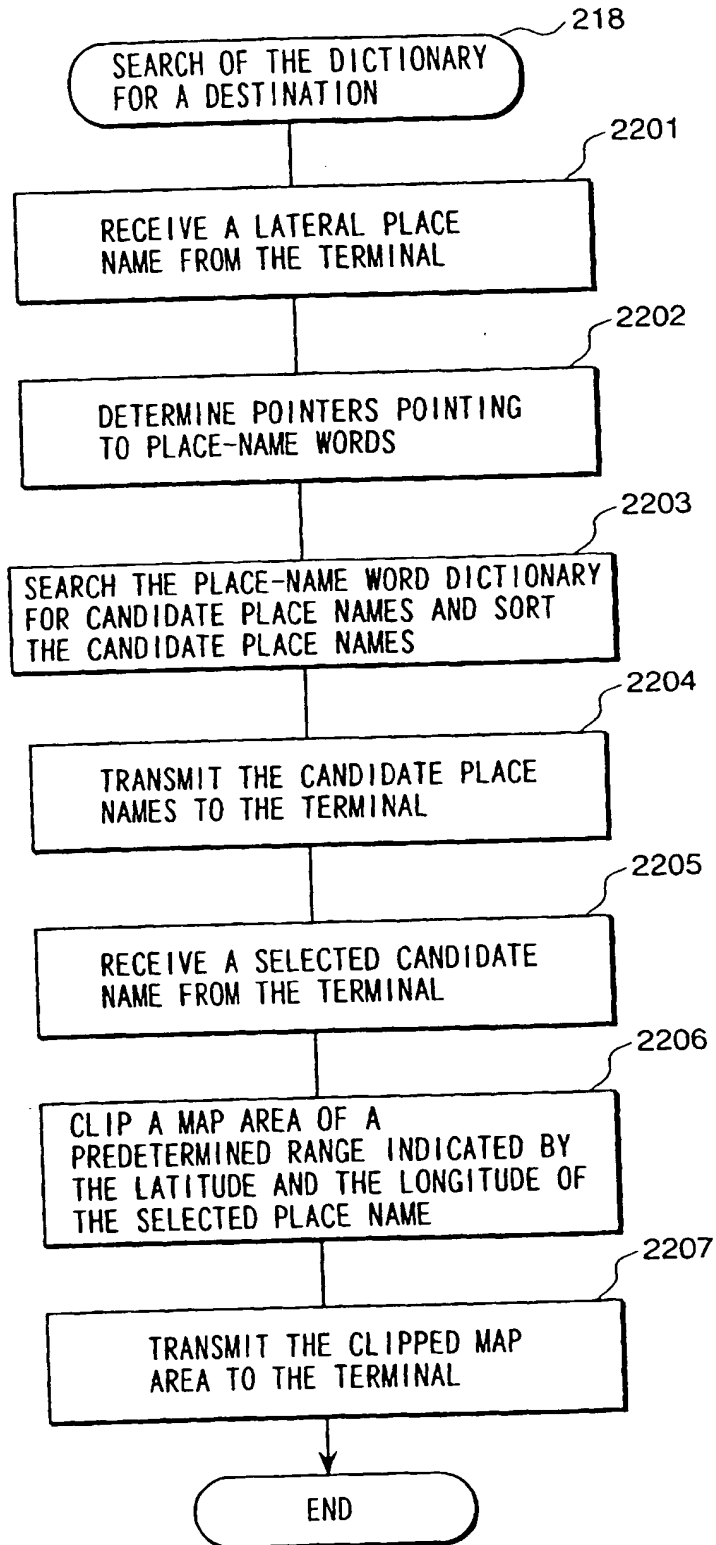 218
SEARCH OF THE DICTIONARY
FOR A DESTINATION
2201
RECEIVE A LATERAL PLACE
NAME FROM THE TERMINAL
2202
DETERMINE POINTERS POINTING
TO PLACE-NAME WORDS
2203
SEARCH THE PLACE-NAME WORD DICTIONARY
FOR CANDIDATE PLACE NAMES AND SORT
THE CANDIDATE PLACE NAMES
2204
TRANSMIT THE CANDIDATE PLACE
NAMES TO THE TERMINAL
2205
RECEIVE A SELECTED CANDIDATE
NAME FROM THE TERMINAL
2206
CLIP A MAP AREA OF A
PREDETERMINED RANGE INDICATED BY
THE LATITUDE AND THE LONGITUDE OF
THE SELECTED PLACE NAME
2207
TRANSMIT THE CLIPPED MAP
AREA TO THE TERMINAL
END